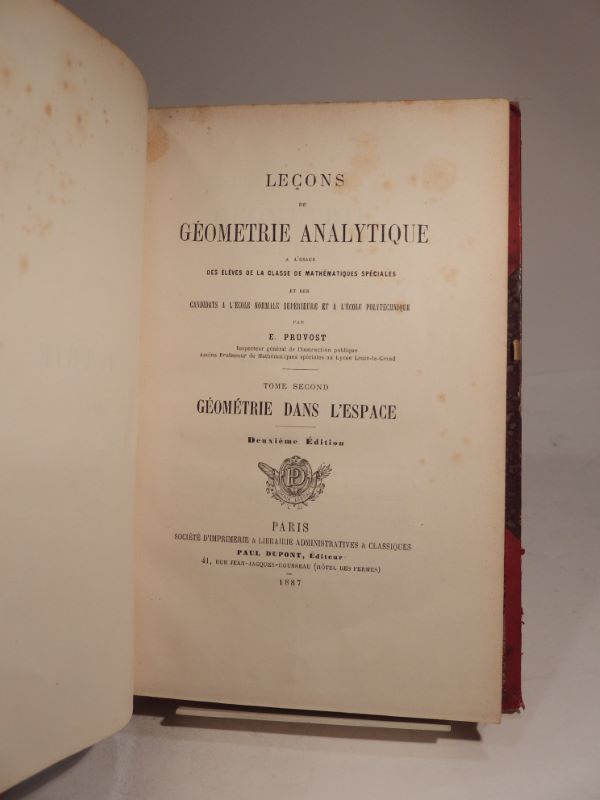 LEÇONS
DE
GÉOMETRIE ANALYTIQUE
A L'USAGE
DES ÉLÈVES DE LA CLASSE DE MATHÉMATIQUES SPÉCIALES
ET DES
CANDIDATS A L'ÉCOLE NORMALE SUPÉRIEURE ET A L'ÉCOLE POLYTECHNIQUE
PAR
E. PRUVOST
Inspecteur général de l'Instruction publique
Ancien Professeur de Mathématiques spéciales au Lycée Louis-le-Grand
TOME SECOND
GÉOMÉTRIE DANS L'ESPACE
Deuxième Édition
PD
PARIS
SOCIÉTÉ D'IMPRIMERIE & LIBRAIRIE ADMINISTRATIVES & CLASSIQUES
PAUL DUPONT, Éditeur
41, RUE JEAN-JACQUES-ROUSSEAU (HÔTEL DES FERMES)
1887